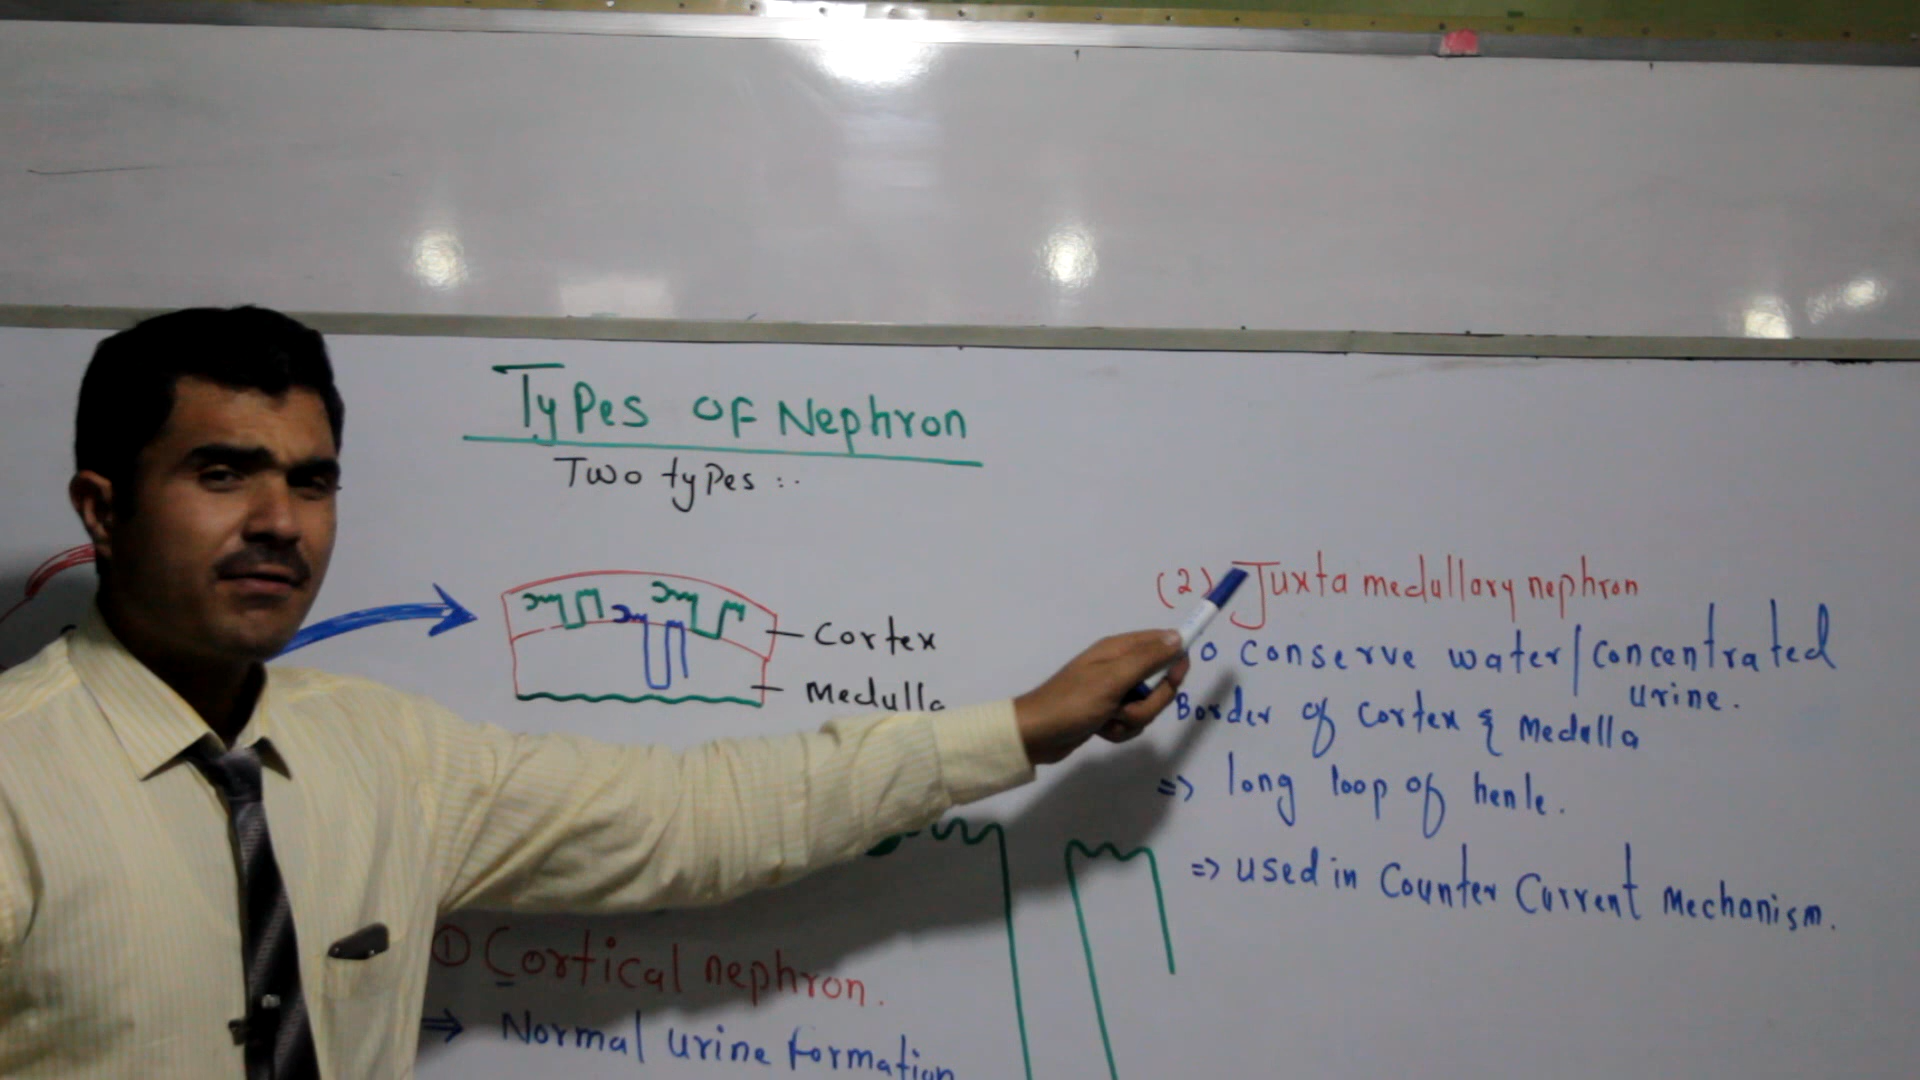 Types OF Nephron
Two types :.
Cortex
Medulla
(2) Juxta medullary nephron
o conserve water/concentrated
urine.
Border of Cortex & Medulla
=> long loop of henle.
=> used in Counter Current Mechanism.
① Cortical nephron.
=> Normal urine formation